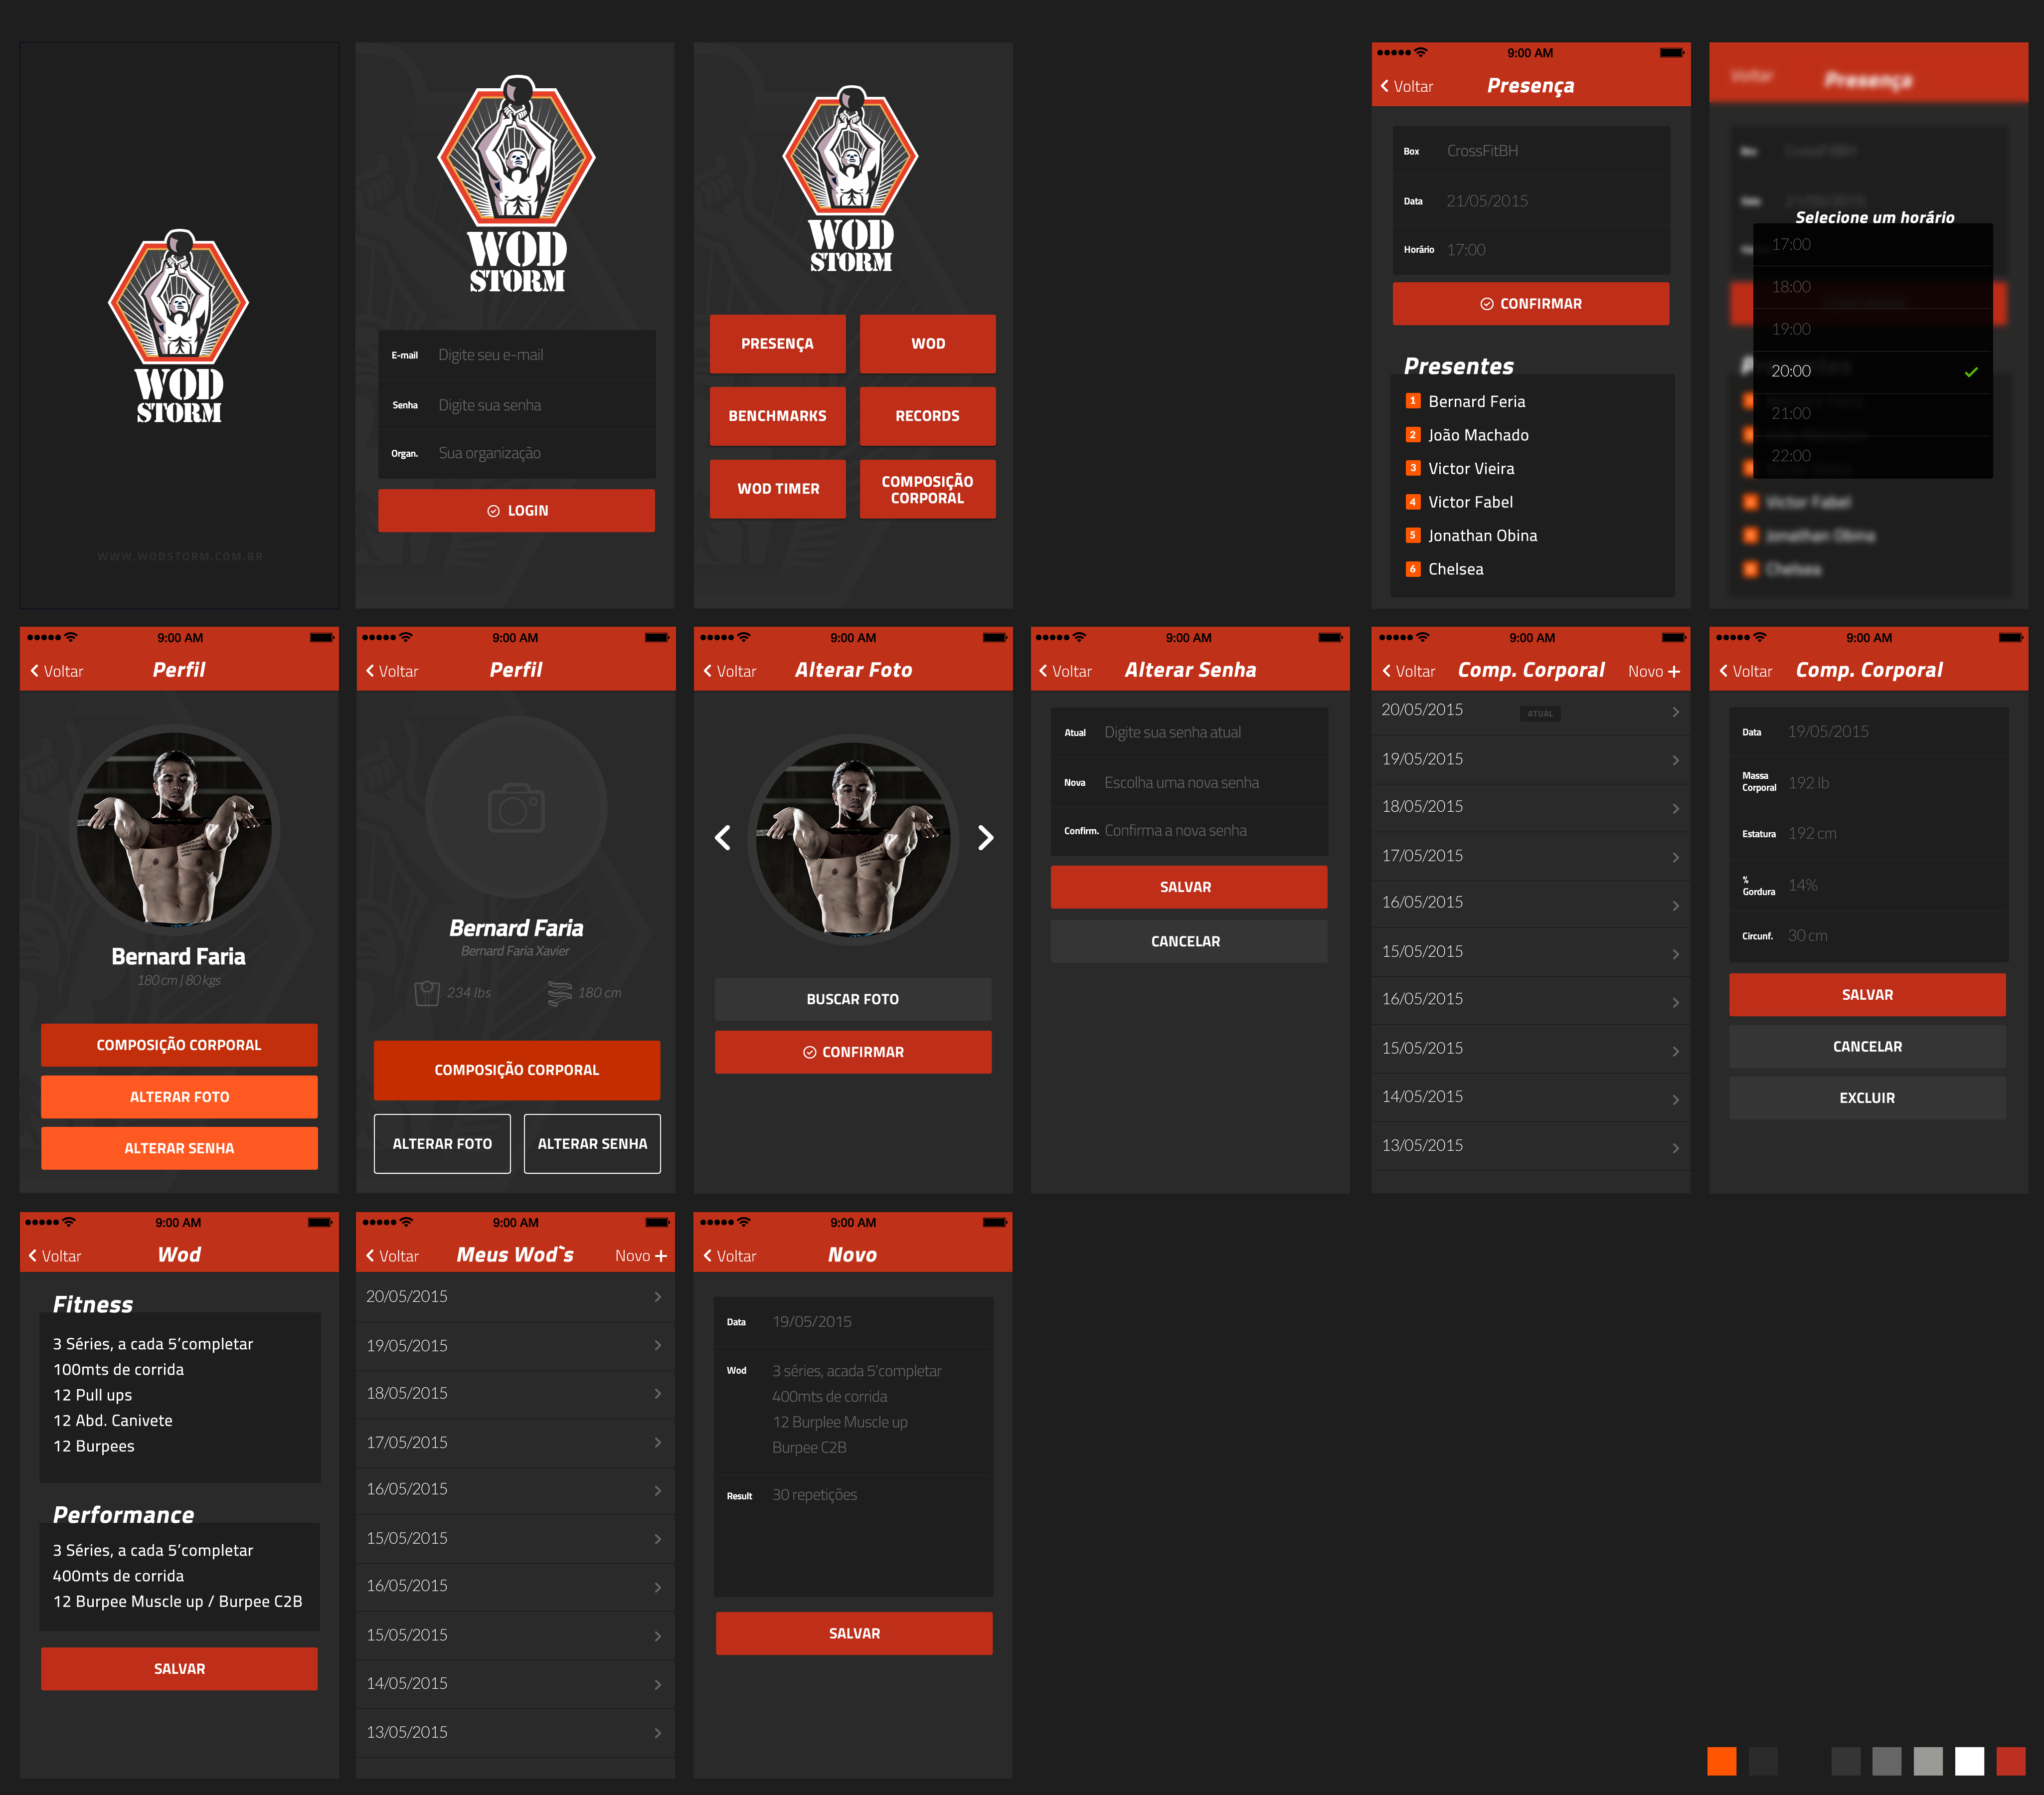 WOD
STORM
WWW.WODSTORM.COM.BR
WOD
STORM
E-mail Digite seu e-mail
Senha Digite sua senha
Organ. Sua organização
LOGIN
WOD
STORM
PRESENÇA WOD
BENCHMARKS RECORDS
WOD TIMER COMPOSIÇÃO
CORPORAL
9:00 AM
Voltar Presença
Box CrossFitBH
Data 21/05/2015
Horário 17:00
CONFIRMAR
Presentes
1 Bernard Feria
2 João Machado
3 Victor Vieira
4 Victor Fabel
5 Jonathan Obina
6 Chelsea
Voltar Presença
Box CrossFitBH
Selecione um horário
17:00
18:00
19:00
20:00
21:00
22:00
Victor Fabel
Jonathan Obina
Chelsea
9:00 AM
Voltar Perfil
Bernard Faria
180 cm | 80 kgs
COMPOSIÇÃO CORPORAL
ALTERAR FOTO
ALTERAR SENHA
9:00 AM
Voltar Perfil
Bernard Faria
Bernard Faria Xavier
234 lbs 180 cm
COMPOSIÇÃO CORPORAL
ALTERAR FOTO ALTERAR SENHA
9:00 AM
Voltar Alterar Foto
BUSCAR FOTO
CONFIRMAR
9:00 AM
Voltar Alterar Senha
Atual Digite sua senha atual
Nova Escolha uma nova senha
Confirm. Confirma a nova senha
SALVAR
CANCELAR
9:00 AM
Voltar Comp. Corporal Novo +
20/05/2015 ATUAL
19/05/2015
18/05/2015
17/05/2015
16/05/2015
15/05/2015
16/05/2015
15/05/2015
14/05/2015
13/05/2015
9:00 AM
Voltar Comp. Corporal
Data 19/05/2015
Massa
Corporal 192 lb
Estatura 192 cm
%
Gordura 14%
Circunf. 30 cm
SALVAR
CANCELAR
EXCLUIR
9:00 AM
Voltar Wod
Fitness
3 Séries, a cada 5’completar
100mts de corrida
12 Pull ups
12 Abd. Canivete
12 Burpees
Performance
3 Séries, a cada 5’completar
400mts de corrida
12 Burpee Muscle up / Burpee C2B
SALVAR
9:00 AM
Voltar Meus Wod`s Novo +
20/05/2015
19/05/2015
18/05/2015
17/05/2015
16/05/2015
15/05/2015
16/05/2015
15/05/2015
14/05/2015
13/05/2015
9:00 AM
Voltar Novo
Data 19/05/2015
Wod 3 séries, acada 5’completar
400mts de corrida
12 Burplee Muscle up
Burpee C2B
Result 30 repetições
SALVAR